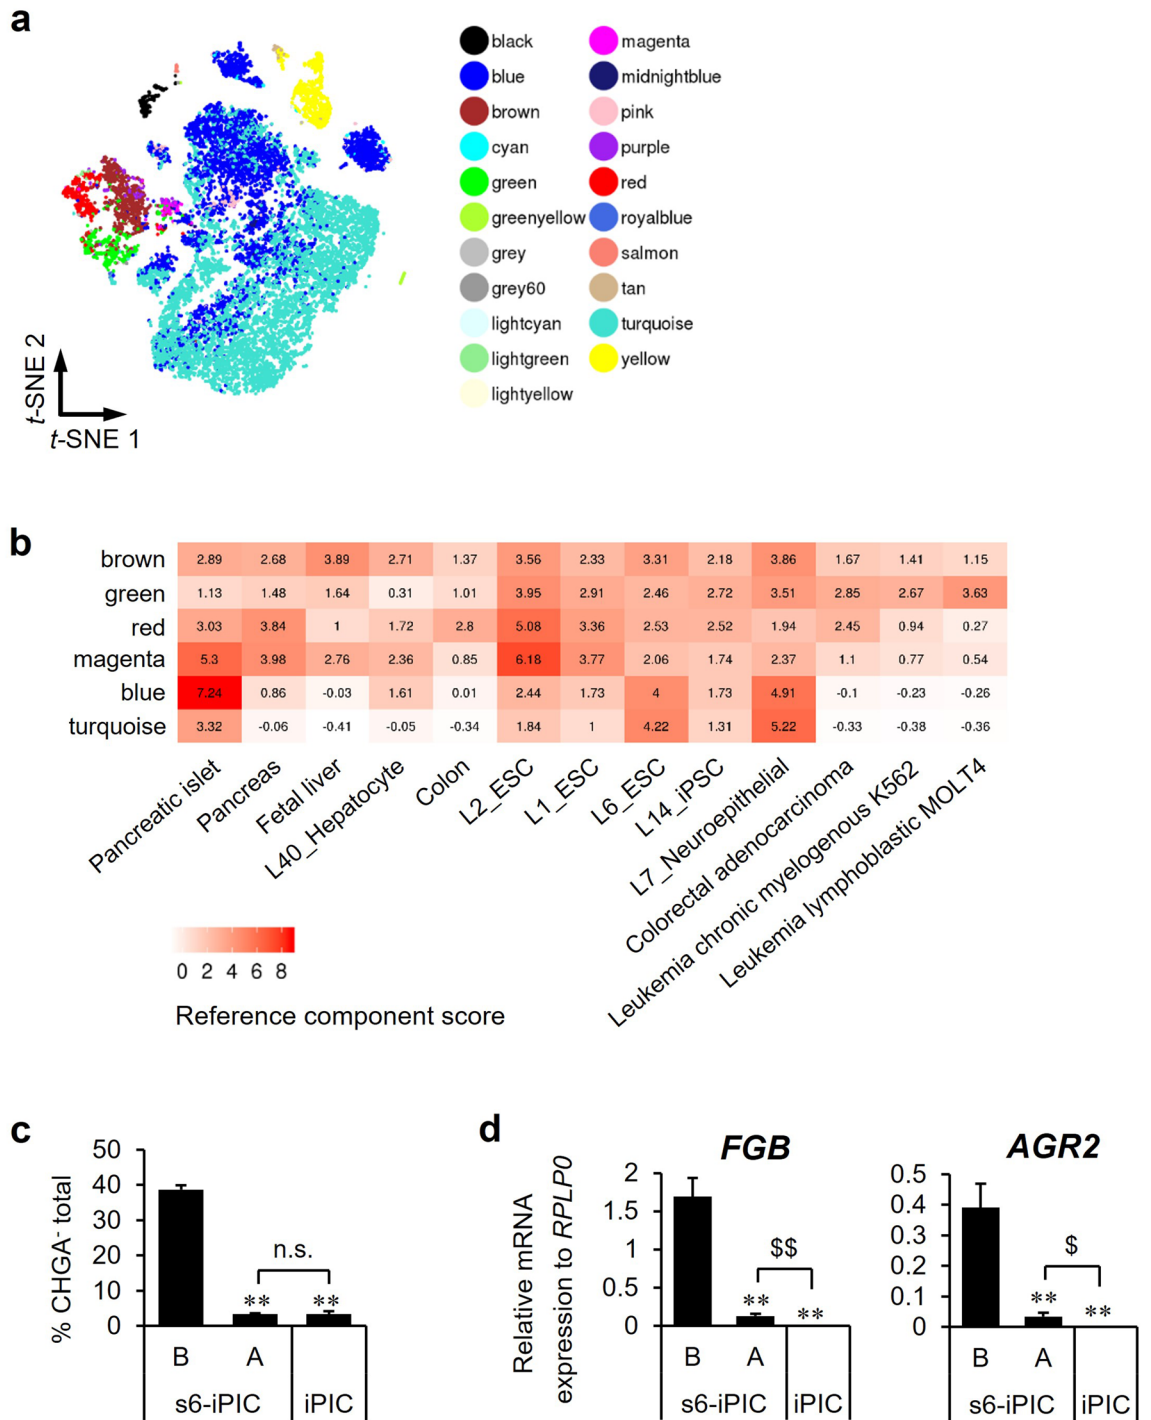 a
black
magenta
blue
midnightblue
brown
pink
cyan
purple
green
red
greenyellow
royalblue
grey
salmon
grey60
tan
lightcyan
turquoise
lightgreen
yellow
lightyellow
t-SNE 2
t-SNE 1
b
brown 2.89 2.68 3.89 2.71 1.37 3.56 2.33 3.31 2.18 3.86 1.67 1.41 1.15
green 1.13 1.48 1.64 0.31 1.01 3.95 2.91 2.46 2.72 3.51 2.85 2.67 3.63
red 3.03 3.84 1 1.72 2.8 5.08 3.36 2.53 2.52 1.94 2.45 0.94 0.27
magenta 5.3 3.98 2.76 2.36 0.85 6.18 3.77 2.06 1.74 2.37 1.1 0.77 0.54
blue 7.24 0.86 -0.03 1.61 0.01 2.44 1.73 4 1.73 4.91 -0.1 -0.23 -0.26
turquoise 3.32 -0.06 -0.41 -0.05 -0.34 1.84 1 4.22 1.31 5.22 -0.33 -0.38 -0.36
Pancreatic islet
Pancreas
Fetal liver
L40_Hepatocyte
Colon
L2_ESC
L1_ESC
L6_ESC
L14_iPSC
L7_Neuroepithelial
Colorectal adenocarcinoma
Leukemia chronic myelogenous K562
Leukemia lymphoblastic MOLT4
0 2 4 6 8
Reference component score
c
% CHGA- total
50
40
30
20
10
0
n.s.
** **
B A
s6-iPIC iPIC
d
Relative mRNA
expression to RPLP0
FGB
2
1.5
1
0.5
0
$$
** **
B A
s6-iPIC iPIC
AGR2
0.5
0.4
0.3
0.2
0.1
0
$
** **
B A
s6-iPIC iPIC